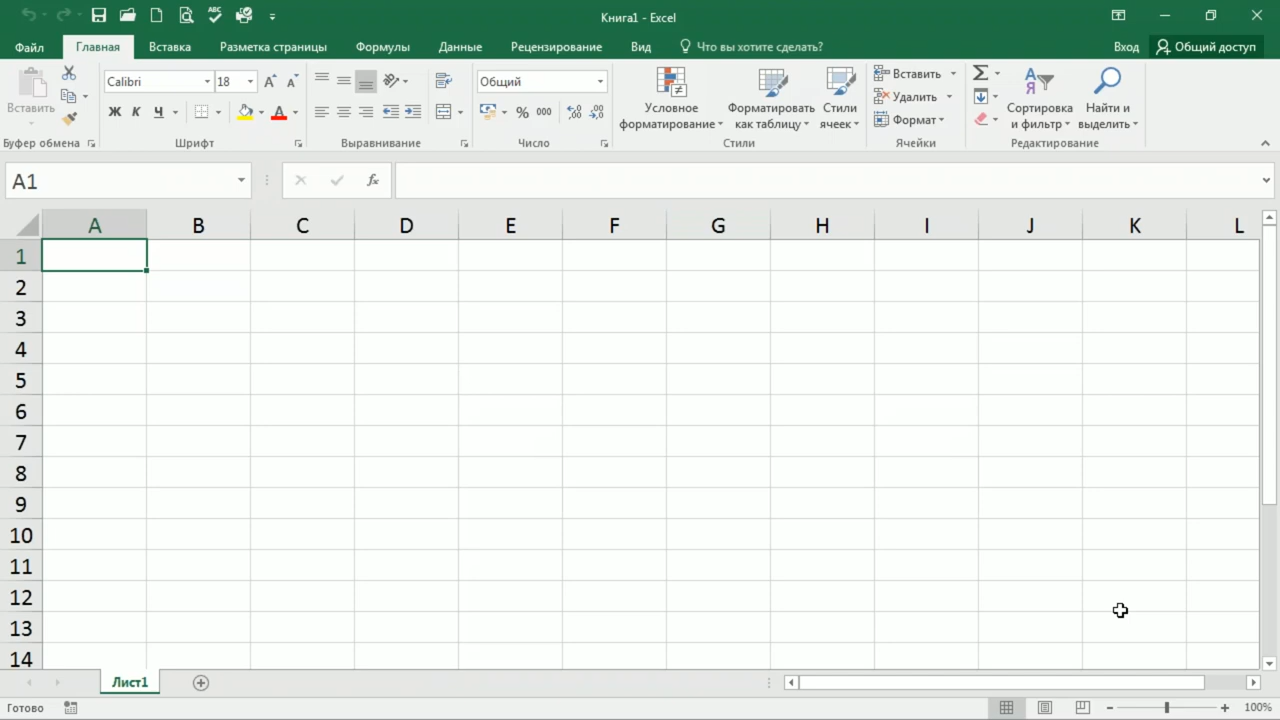 Книга1 - Excel
Файл Главная Вставка Разметка страницы Формулы Данные Рецензирование Вид Что вы хотите сделать? Вход Общий доступ
Вставить
Буфер обмена
Calibri 18
Ж К Ч А
Шрифт
Выравнивание
Общий
% 000
Число
Условное форматирование
Форматировать как таблицу
Стили ячеек
Стили
Вставить
Удалить
Формат
Ячейки
Сортировка и фильтр
Найти и выделить
Редактирование
A1 fx
A B C D E F G H I J K L
1
2
3
4
5
6
7
8
9
10
11
12
13
14
Лист1
Готово 100%